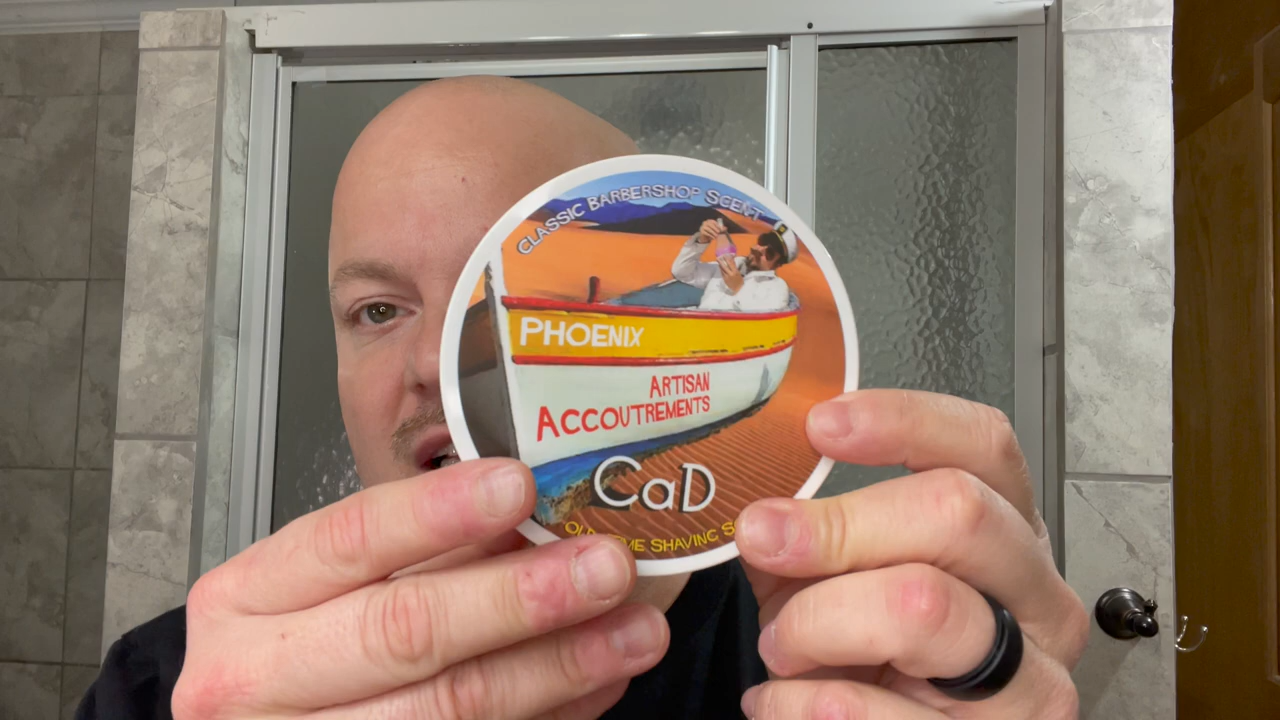 CLASSIC BARBERSHOP SCENT
PHOENIX
ARTISAN
ACCOUTREMENTS
CaD
SHAVING